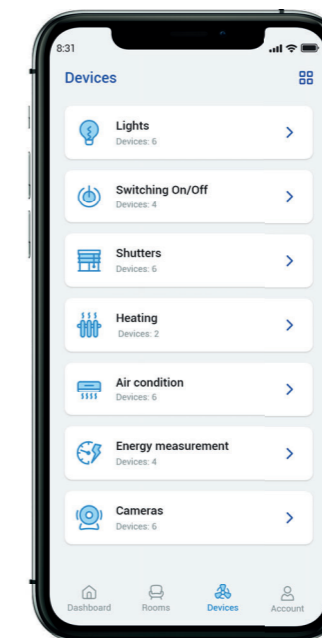 8:31
Devices
Lights
Devices: 6
Switching On/Off
Devices: 4
Shutters
Devices: 6
Heating
Devices: 2
Air condition
Devices: 6
Energy measurement
Devices: 4
Cameras
Devices: 6
Dashboard Rooms Devices Account